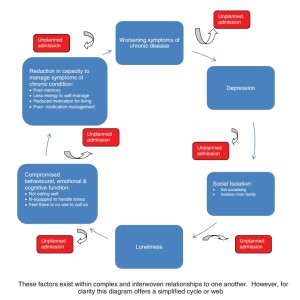 Unplanned
admission
Worsening symptoms of
chronic disease
Unplanned
admission
Reduction in capacity to
manage symptoms of
chronic condition:
• Poor memory
• Less energy to self-manage
• Reduced motivation for living
• Poor medication management
Depression
Unplanned
admission
Unplanned
admission
Compromised
behavioural, emotional &
cognitive function:
• Not eating well
• Ill-equipped to handle stress
• Feel there is no one to call on
Social Isolation:
• Not socialising
• Isolation from family
Unplanned
admission
Loneliness
Unplanned
admission
These factors exist within complex and interwoven relationships to one another. However, for
clarity this diagram offers a simplified cycle or web